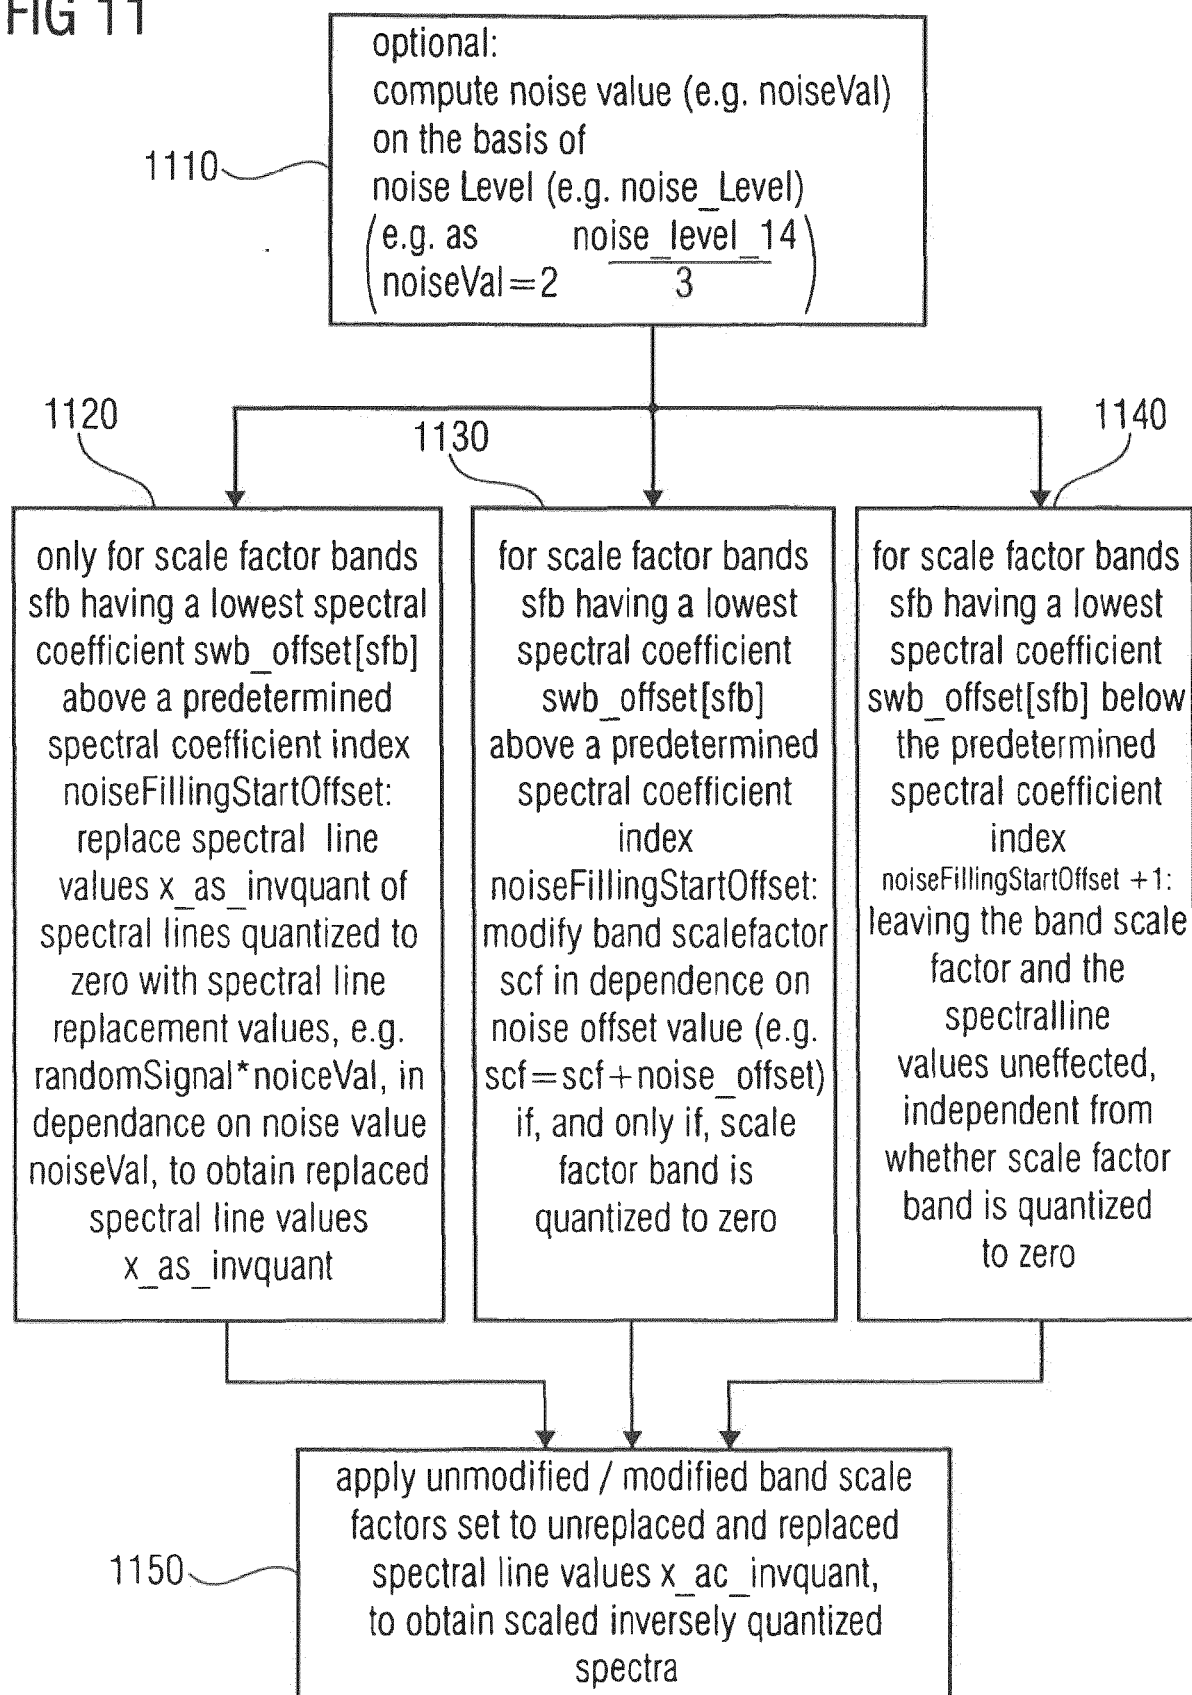 FIG 11
optional:
compute noise value (e.g. noiseVal)
on the basis of
noise Level (e.g. noise_Level)
(e.g. as noise_level_14
noiseVal=2 3)
1110
1120
1130
1140
only for scale factor bands
sfb having a lowest spectral
coefficient swb_offset[sfb]
above a predetermined
spectral coefficient index
noiseFillingStartOffset:
replace spectral line
values x_as_invquant of
spectral lines quantized to
zero with spectral line
replacement values, e.g.
randomSignal*noiceVal, in
dependance on noise value
noiseVal, to obtain replaced
spectral line values
x_as_invquant
for scale factor bands
sfb having a lowest
spectral coefficient
swb_offset[sfb]
above a predetermined
spectral coefficient
index
noiseFillingStartOffset:
modify band scalefactor
scf in dependence on
noise offset value (e.g.
scf=scf+noise_offset)
if, and only if, scale
factor band is
quantized to zero
for scale factor bands
sfb having a lowest
spectral coefficient
swb_offset[sfb] below
the predetermined
spectral coefficient
index
noiseFillingStartOffset +1:
leaving the band scale
factor and the
spectralline
values uneffected,
independent from
whether scale factor
band is quantized
to zero
apply unmodified / modified band scale
factors set to unreplaced and replaced
spectral line values x_ac_invquant,
to obtain scaled inversely quantized
spectra
1150